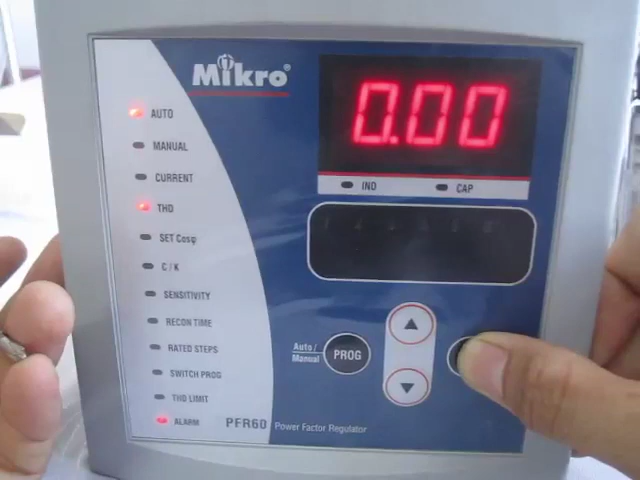 Mikro®
0.00
AUTO
MANUAL
CURRENT
THD
SET Cosφ
C / K
SENSITIVITY
RECON TIME
RATED STEPS
SWITCH PROG
THD LIMIT
ALARM
IND
CAP
Auto /
Manual
PROG
PFR60 Power Factor Regulator